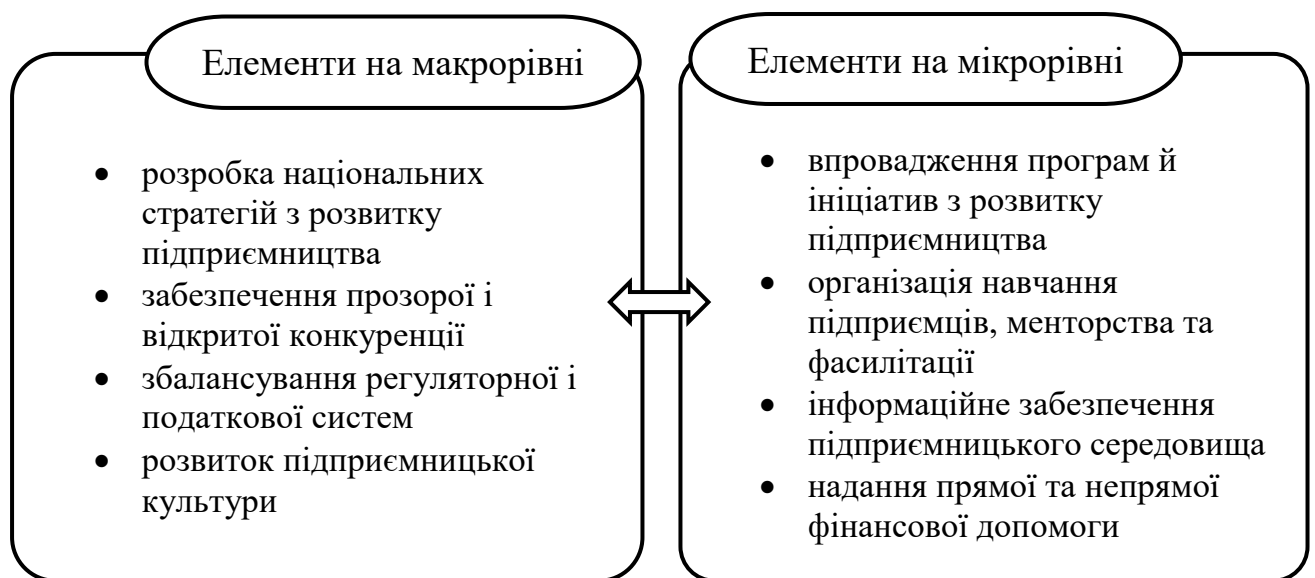 Елементи на макрорівні
• розробка національних
стратегій з розвитку
підприємництва
• забезпечення прозорої і
відкритої конкуренції
• збалансування регуляторної і
податкової систем
• розвиток підприємницької
культури
Елементи на мікрорівні
• впровадження програм й
ініціатив з розвитку
підприємництва
• організація навчання
підприємців, менторства та
фасилітації
• інформаційне забезпечення
підприємницького середовища
• надання прямої та непрямої
фінансової допомоги